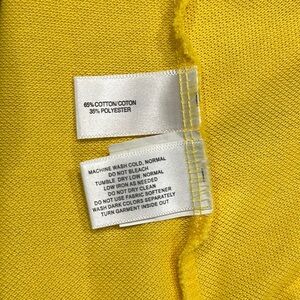 65% COTTON/COTON
35% POLYESTER
MACHINE WASH COLD, NORMAL
DO NOT BLEACH
TUMBLE DRY LOW, NORMAL
LOW IRON AS NEEDED
DO NOT DRY CLEAN
DO NOT USE FABRIC SOFTENER
WASH DARK COLORS SEPARATELY
TURN GARMENT INSIDE OUT